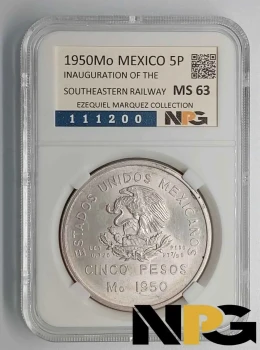 1950Mo MEXICO 5P
INAUGURATION OF THE
SOUTHEASTERN RAILWAY MS 63
EZEQUIEL MARQUEZ COLLECTION
111200 NPG
ESTADOS UNIDOS MEXICANOS
CINCO PESOS
Mo 1950
NPG